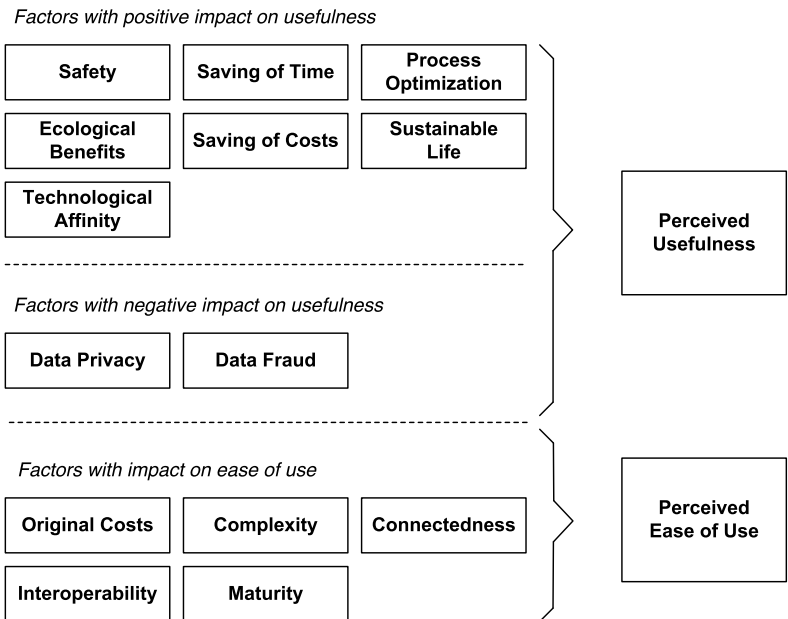 Factors with positive impact on usefulness
Safety
Saving of Time
Process
Optimization
Ecological
Benefits
Saving of Costs
Sustainable
Life
Technological
Affinity
Perceived
Usefulness
Factors with negative impact on usefulness
Data Privacy
Data Fraud
Factors with impact on ease of use
Original Costs
Complexity
Connectedness
Perceived
Ease of Use
Interoperability
Maturity